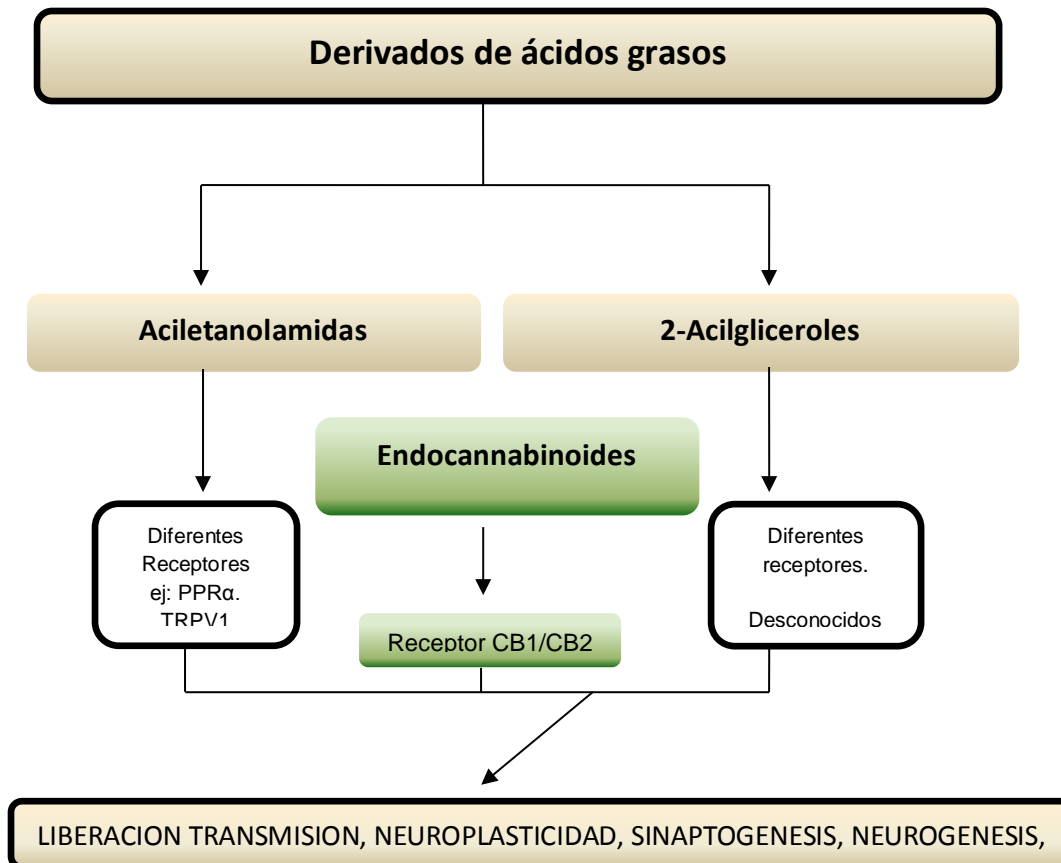 Derivados de ácidos grasos
Aciletanolamidas
2-Acilgliceroles
Endocannabinoides
Diferentes
Receptores
ej: PPRα.
TRPV1
Diferentes
receptores.
Desconocidos
Receptor CB1/CB2
LIBERACION TRANSMISION, NEUROPLASTICIDAD, SINAPTOGENESIS, NEUROGENESIS,